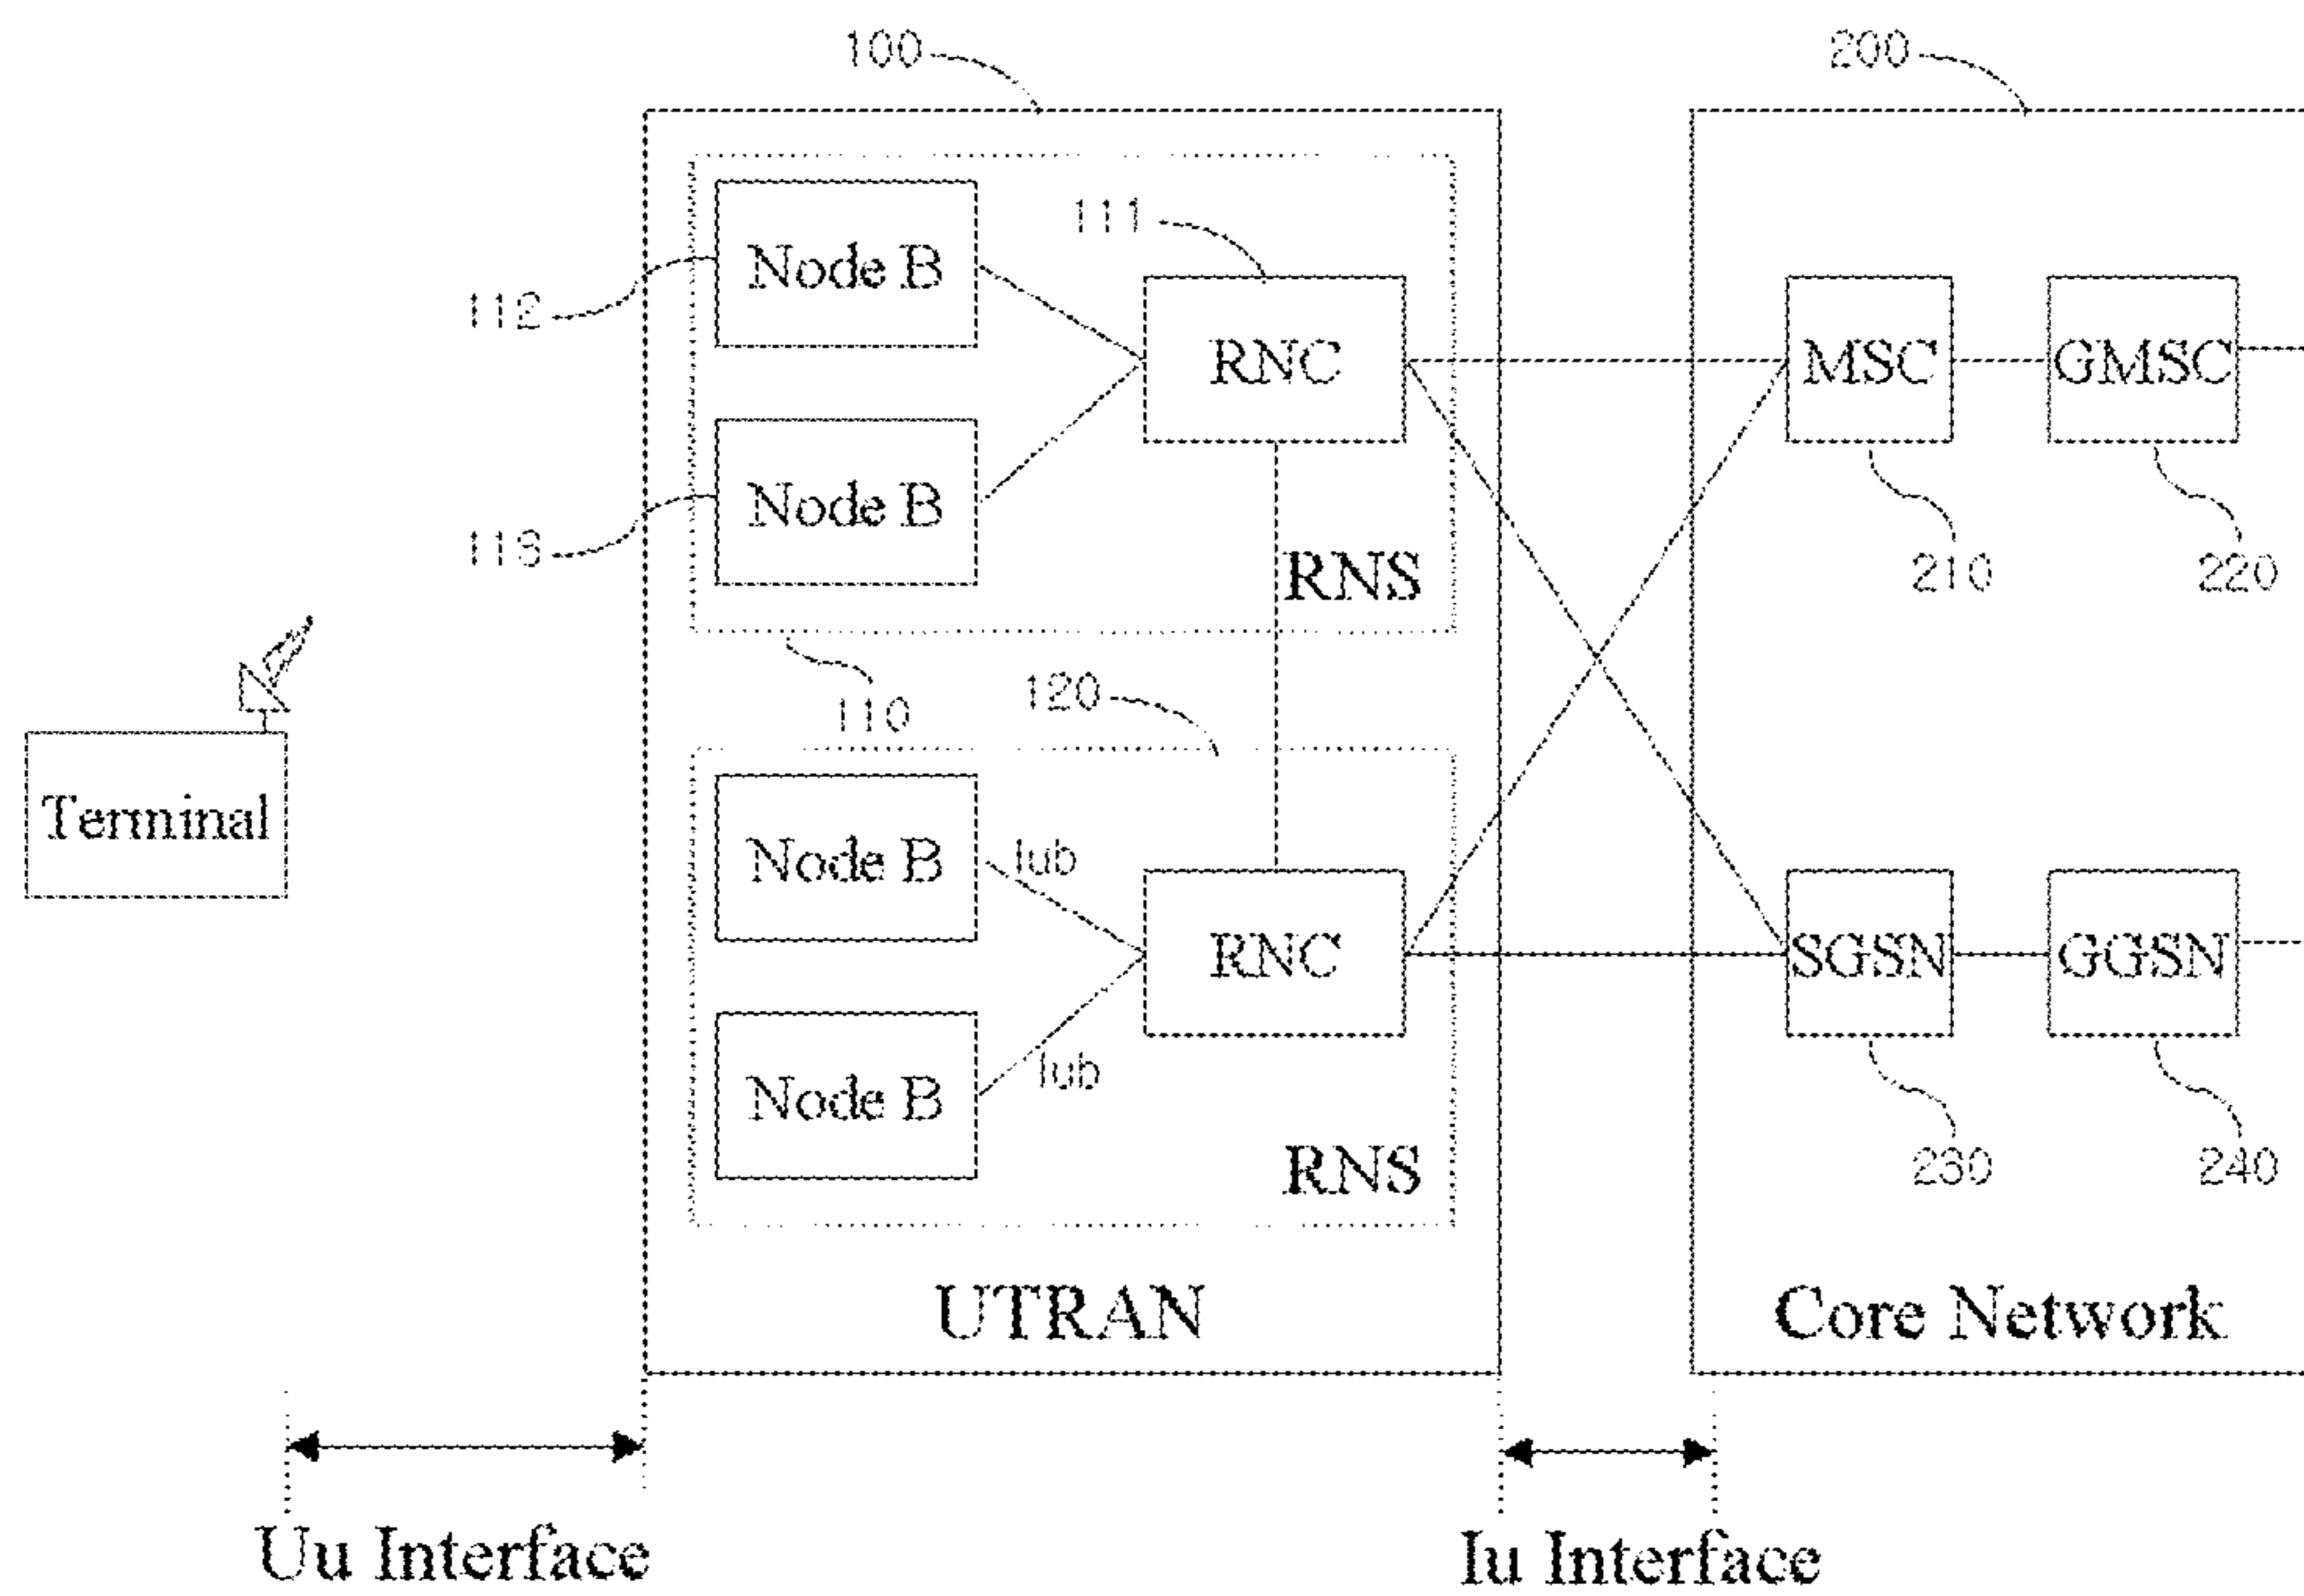 100
200
Node B
111
112
RNC
MSC
GMSC
Node B
113
RNS
210
220
110
120
Terminal
Node B
Iub
RNC
SGSN
GGSN
Node B
Iub
RNS
230
240
UTRAN
Core Network
Uu Interface
Iu Interface